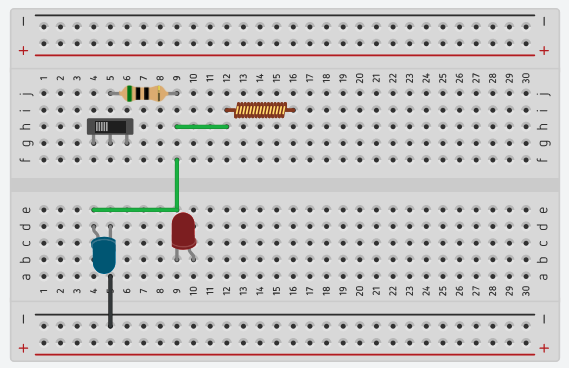 − −
+ +
1 2 3 4 5 6 7 8 9 10 11 12 13 14 15 16 17 18 19 20 21 22 23 24 25 26 27 28 29 30
j j
i i
h h
g g
f f
e e
d d
c c
b b
a a
1 2 3 4 5 6 7 8 9 10 11 12 13 14 15 16 17 18 19 20 21 22 23 24 25 26 27 28 29 30
− −
+ +